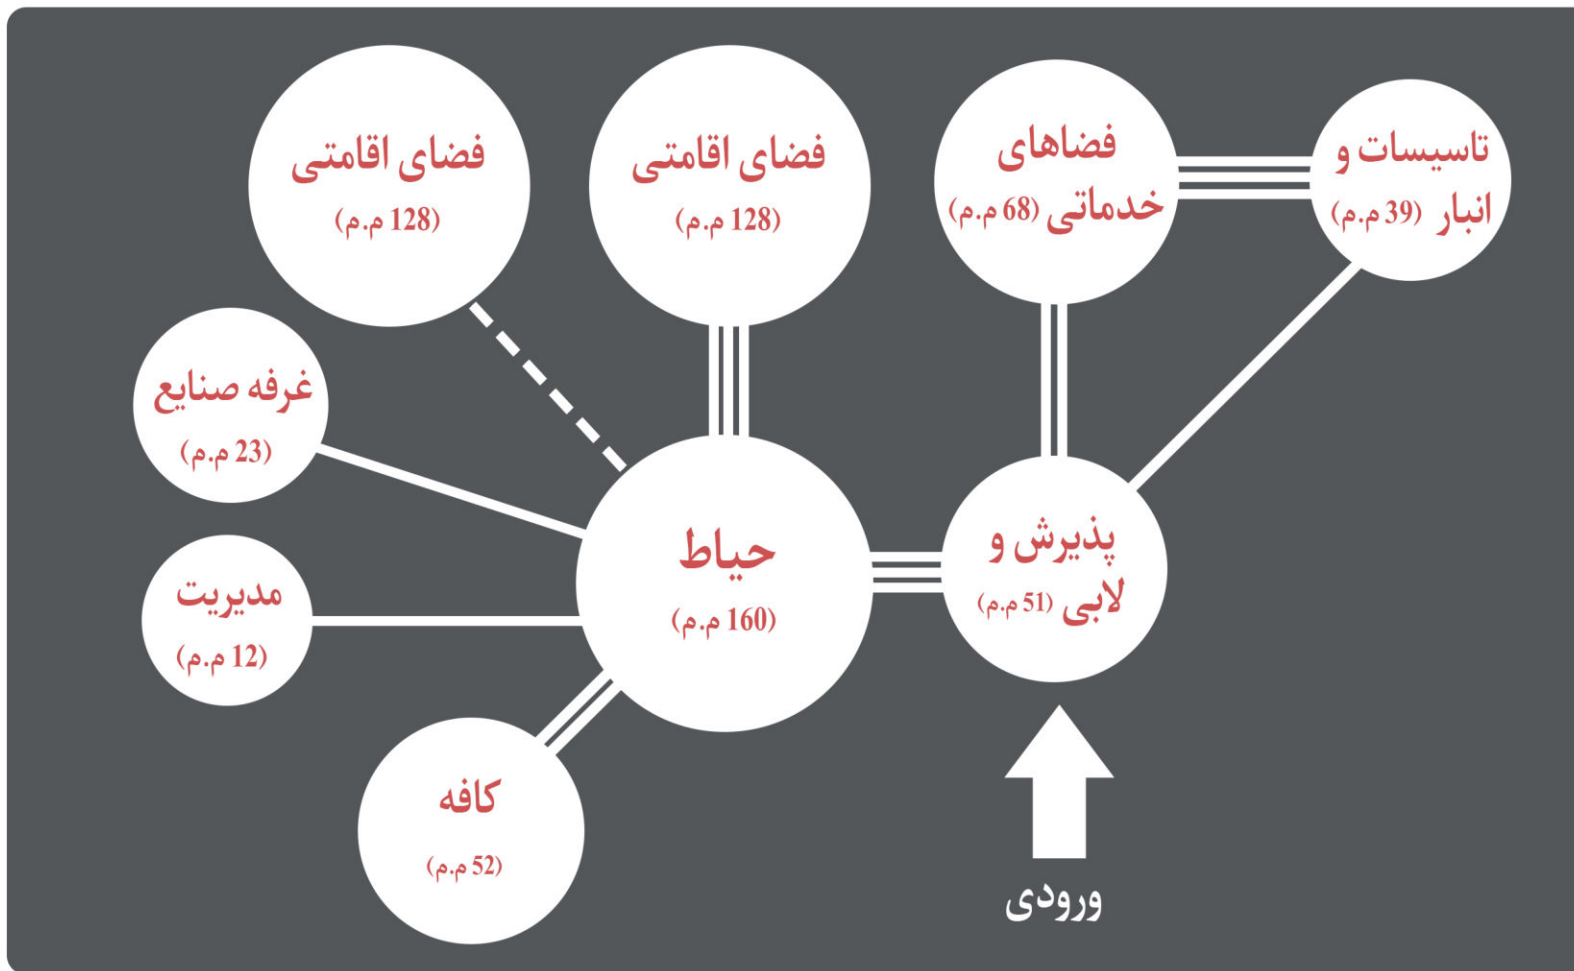 تاسیسات و
انبار (39 م.م)
فضاهای
خدماتی (68 م.م)
فضای اقامتی
(128 م.م)
فضای اقامتی
(128 م.م)
غرفه صنایع
(23 م.م)
پذیرش و
لابی (51 م.م)
حیاط
(160 م.م)
مدیریت
(12 م.م)
کافه
(52 م.م)
ورودی